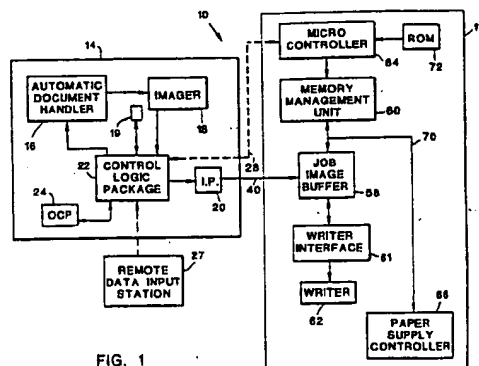 10
14
AUTOMATIC
DOCUMENT
HANDLER
16
IMAGER
18
19
22
CONTROL
LOGIC
PACKAGE
24
OCP
I.P.
20
28
40
REMOTE
DATA INPUT
STATION
27
FIG. 1
MICRO
CONTROLLER
64
ROM
72
MEMORY
MANAGEMENT
UNIT
60
70
JOB
IMAGE
BUFFER
58
WRITER
INTERFACE
61
WRITER
62
66
PAPER
SUPPLY
CONTROLLER